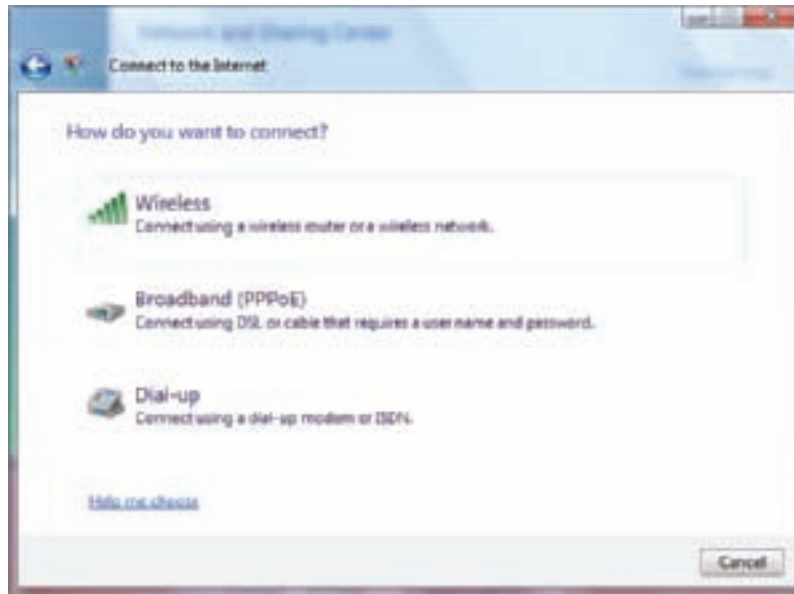 Network and Sharing Center
Connect to the Internet
How do you want to connect?
Wireless
Connect using a wireless router or a wireless network.
Broadband (PPPoE)
Connect using DSL or cable that requires a user name and password.
Dial-up
Connect using a dial-up modem or ISDN.
Help me choose
Cancel